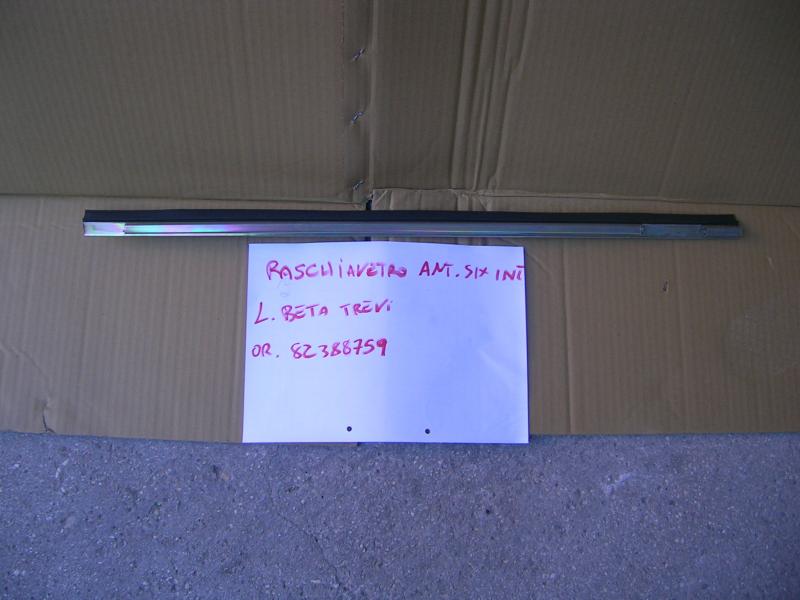 RASCHIAVETRO ANT. SIX INT
L. BETA TREVI
OR. 82388759